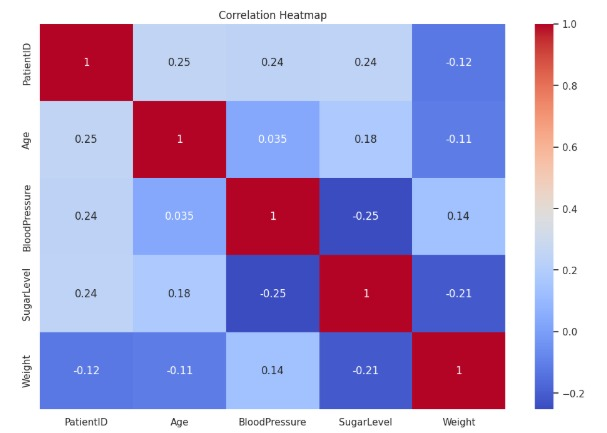 Correlation Heatmap
PatientID 1 0.25 0.24 0.24 -0.12
Age 0.25 1 0.035 0.18 -0.11
BloodPressure 0.24 0.035 1 -0.25 0.14
SugarLevel 0.24 0.18 -0.25 1 -0.21
Weight -0.12 -0.11 0.14 -0.21 1
PatientID Age BloodPressure SugarLevel Weight
1.0
0.8
0.6
0.4
0.2
0.0
−0.2